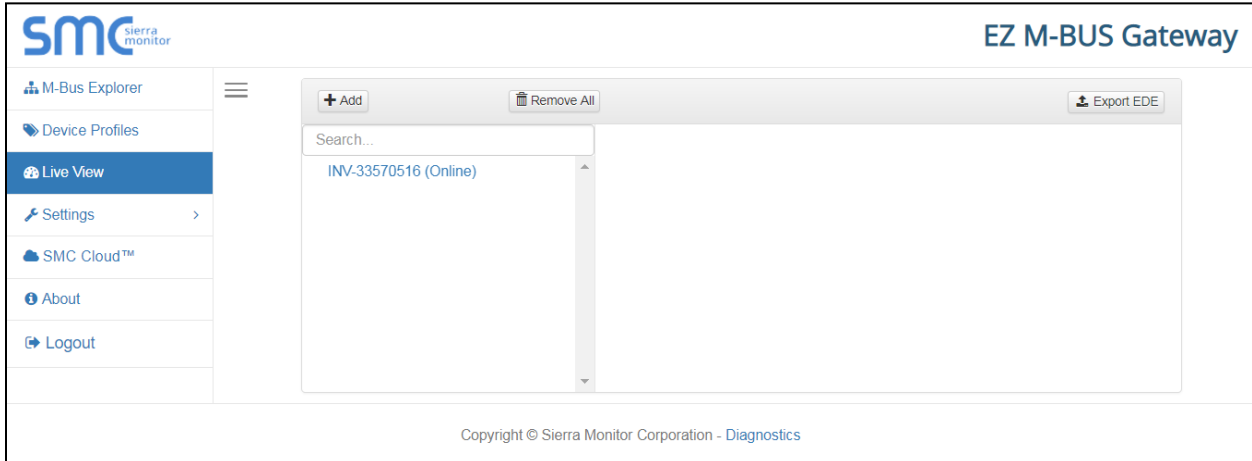 SMC sierra monitor
EZ M-BUS Gateway
M-Bus Explorer
Device Profiles
Live View
Settings
SMC Cloud™
About
Logout
Add
Remove All
Export EDE
Search...
INV-33570516 (Online)
Copyright © Sierra Monitor Corporation - Diagnostics